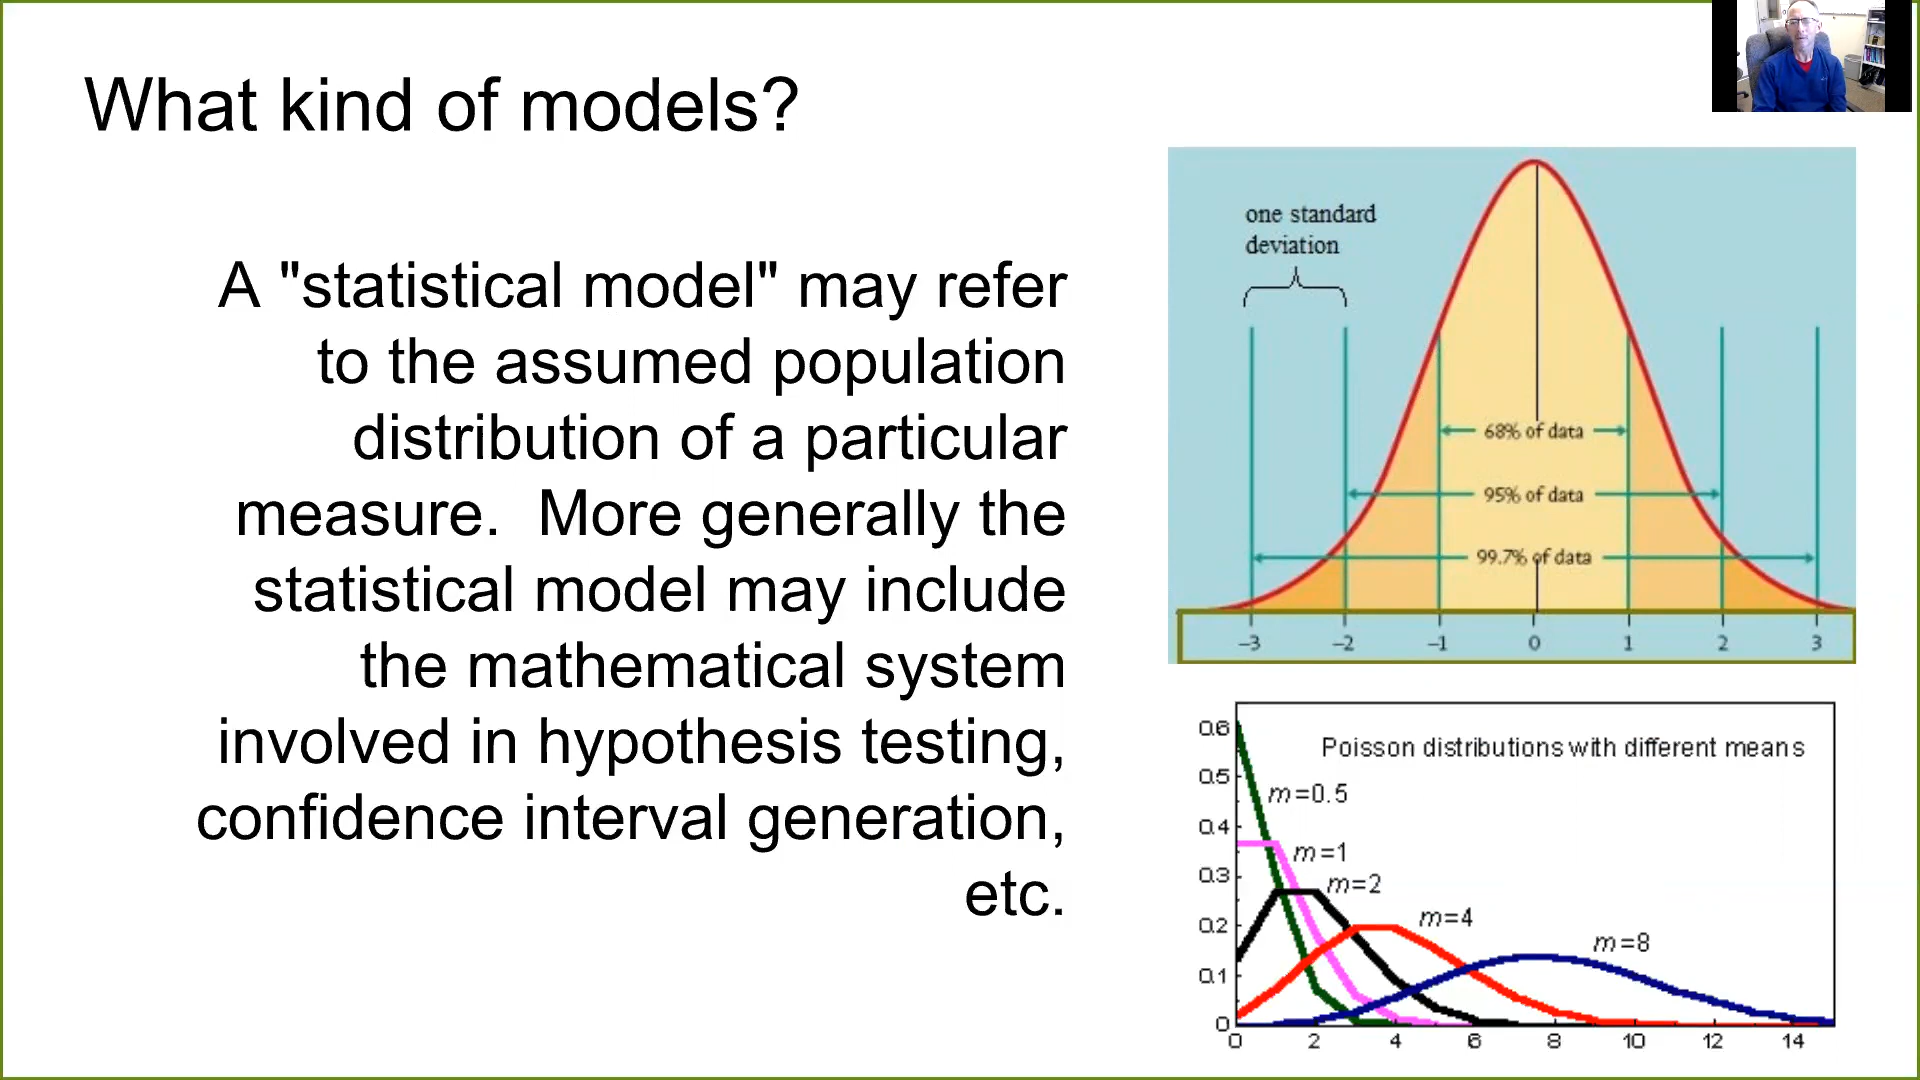 What kind of models?
A "statistical model" may refer
to the assumed population
distribution of a particular
measure.  More generally the
statistical model may include
the mathematical system
involved in hypothesis testing,
confidence interval generation,
etc.
one standard
deviation
68% of data
95% of data
99.7% of data
−3 −2 −1 0 1 2 3
Poisson distributions with different means
0.6
0.5
0.4
0.3
0.2
0.1
0
m=0.5
m=1
m=2
m=4
m=8
0 2 4 6 8 10 12 14